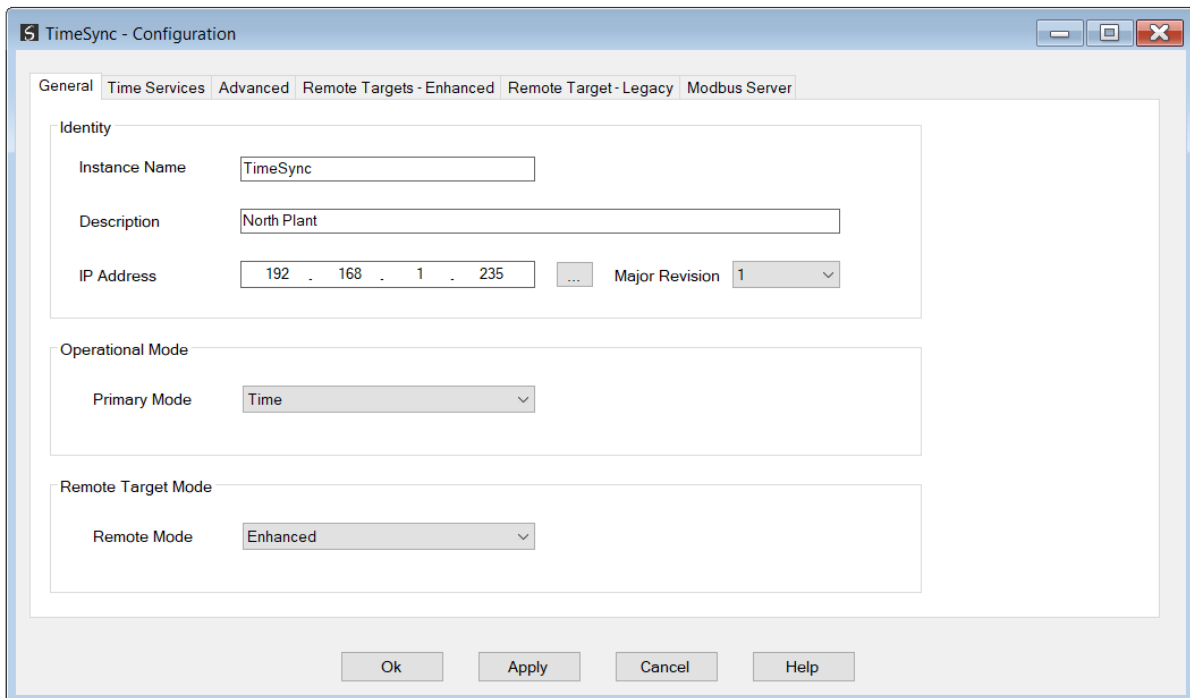 TimeSync - Configuration
General Time Services Advanced Remote Targets - Enhanced Remote Target - Legacy Modbus Server
Identity
Instance Name TimeSync
Description North Plant
IP Address 192 . 168 . 1 . 235 ... Major Revision 1
Operational Mode
Primary Mode Time
Remote Target Mode
Remote Mode Enhanced
Ok Apply Cancel Help